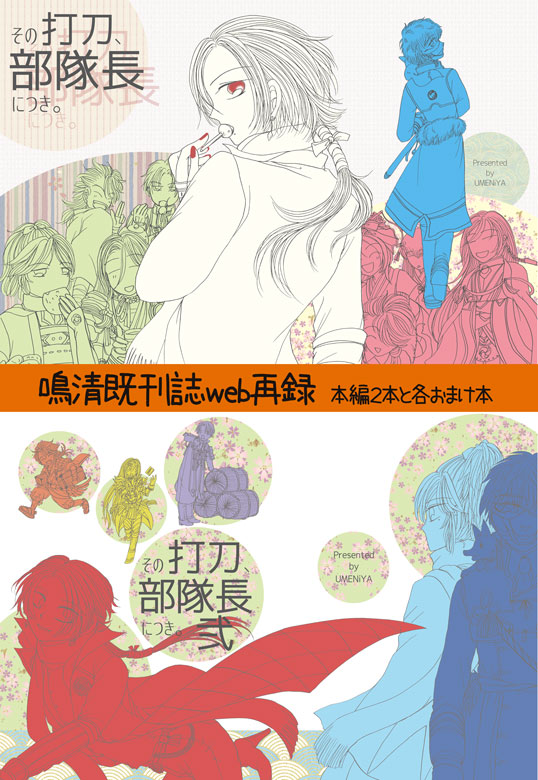 その打刀、
部隊長
につき。
Presented
by
UMENiYA
鳴清既刊誌web再録 本編2本と各おまけ本
その打刀、
部隊長
につき。弐
Presented
by
UMENiYA